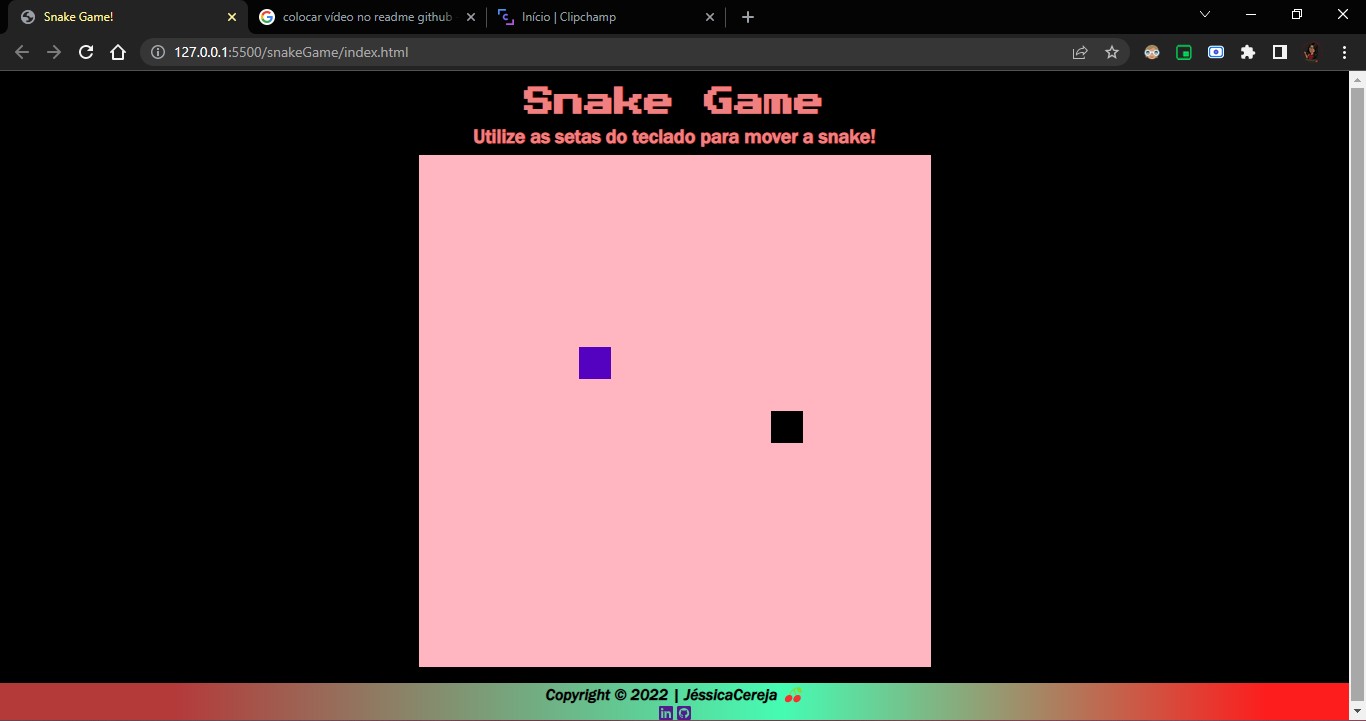 Snake Game!
colocar vídeo no readme github
Início | Clipchamp
127.0.0.1:5500/snakeGame/index.html
Snake Game
Utilize as setas do teclado para mover a snake!
Copyright © 2022 | JéssicaCereja 🍒
in